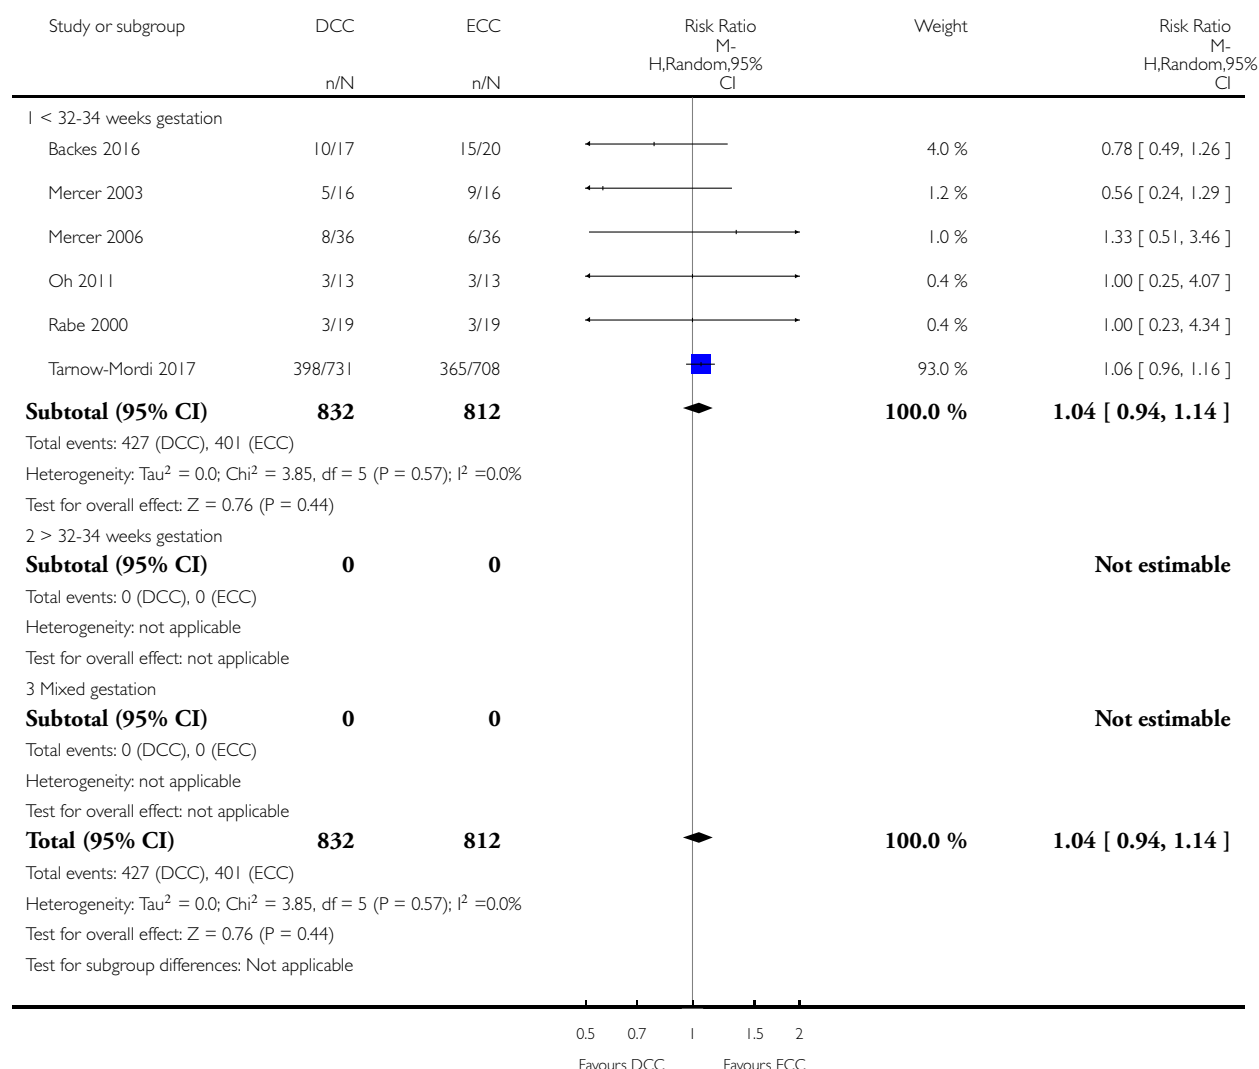 Study or subgroup DCC ECC Risk Ratio Weight Risk Ratio
M- M-
H,Random,95% H,Random,95%
n/N n/N CI CI
1 < 32-34 weeks gestation
Backes 2016 10/17 15/20 4.0 % 0.78 [ 0.49, 1.26 ]
Mercer 2003 5/16 9/16 1.2 % 0.56 [ 0.24, 1.29 ]
Mercer 2006 8/36 6/36 1.0 % 1.33 [ 0.51, 3.46 ]
Oh 2011 3/13 3/13 0.4 % 1.00 [ 0.25, 4.07 ]
Rabe 2000 3/19 3/19 0.4 % 1.00 [ 0.23, 4.34 ]
Tarnow-Mordi 2017 398/731 365/708 93.0 % 1.06 [ 0.96, 1.16 ]
Subtotal (95% CI) 832 812 100.0 % 1.04 [ 0.94, 1.14 ]
Total events: 427 (DCC), 401 (ECC)
Heterogeneity: Tau² = 0.0; Chi² = 3.85, df = 5 (P = 0.57); I² =0.0%
Test for overall effect: Z = 0.76 (P = 0.44)
2 > 32-34 weeks gestation
Subtotal (95% CI) 0 0 Not estimable
Total events: 0 (DCC), 0 (ECC)
Heterogeneity: not applicable
Test for overall effect: not applicable
3 Mixed gestation
Subtotal (95% CI) 0 0 Not estimable
Total events: 0 (DCC), 0 (ECC)
Heterogeneity: not applicable
Test for overall effect: not applicable
Total (95% CI) 832 812 100.0 % 1.04 [ 0.94, 1.14 ]
Total events: 427 (DCC), 401 (ECC)
Heterogeneity: Tau² = 0.0; Chi² = 3.85, df = 5 (P = 0.57); I² =0.0%
Test for overall effect: Z = 0.76 (P = 0.44)
Test for subgroup differences: Not applicable
0.5 0.7 1 1.5 2
Favours DCC Favours ECC